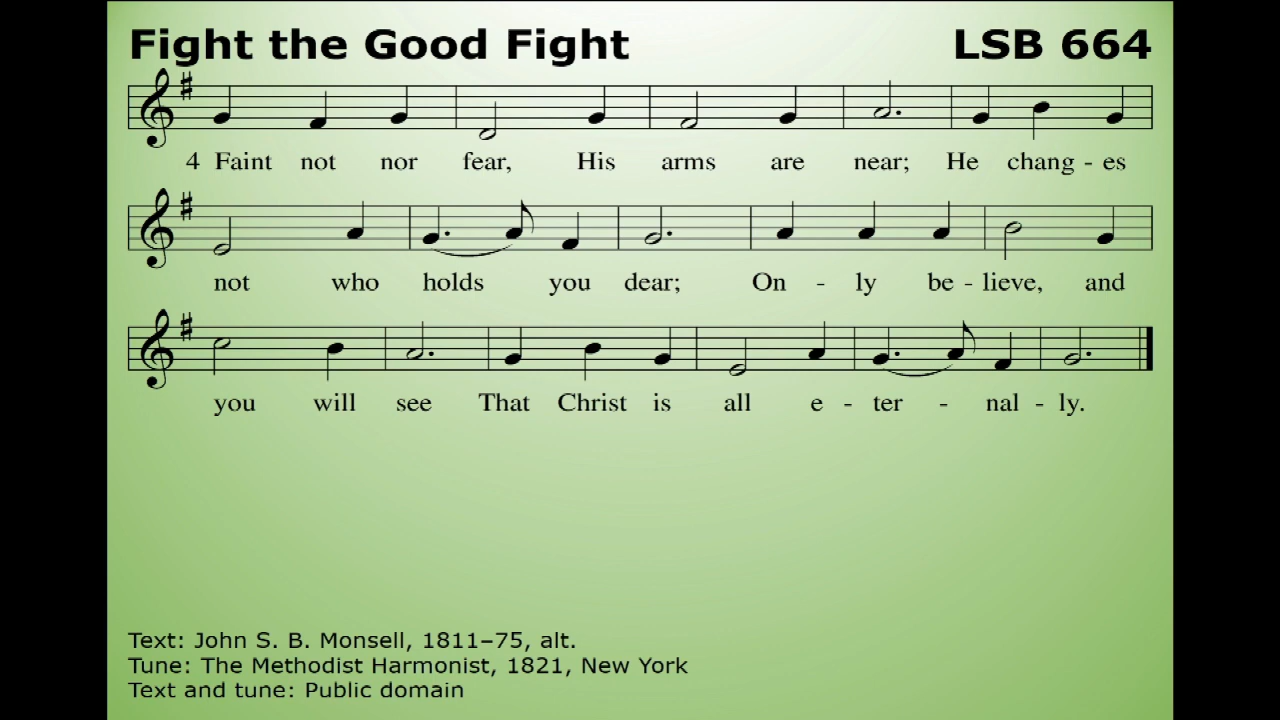 Fight the Good Fight LSB 664
4 Faint not nor fear, His arms are near; He chang - es
not who holds you dear; On - ly be - lieve, and
you will see That Christ is all e - ter - nal - ly.
Text: John S. B. Monsell, 1811–75, alt.
Tune: The Methodist Harmonist, 1821, New York
Text and tune: Public domain